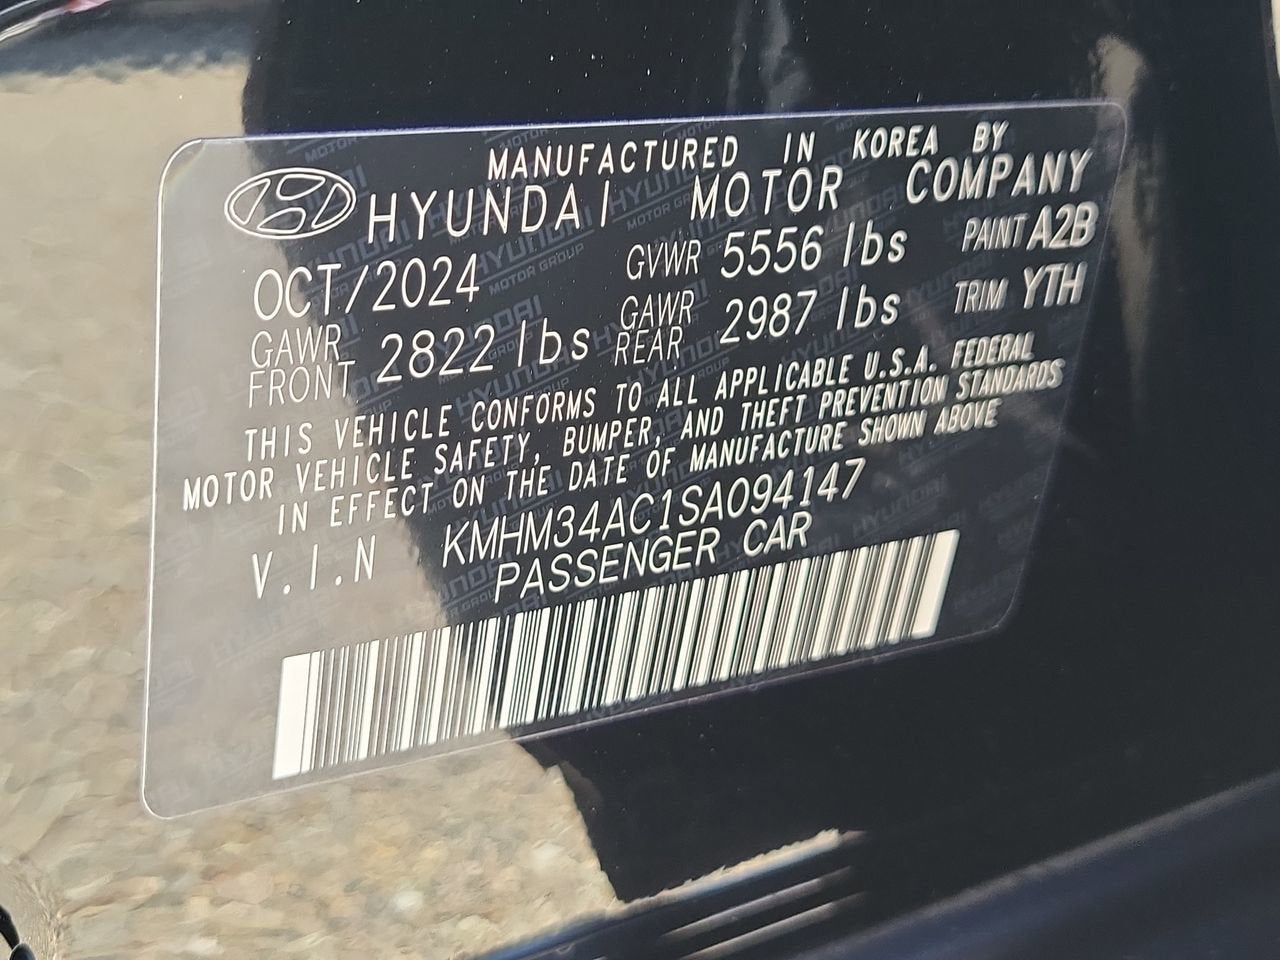 MANUFACTURED IN KOREA BY
HYUNDAI MOTOR COMPANY
OCT/2024 GVWR 5556 lbs PAINT A2B
GAWR FRONT 2822 lbs GAWR REAR 2987 lbs TRIM YTH
THIS VEHICLE CONFORMS TO ALL APPLICABLE U.S.A. FEDERAL
MOTOR VEHICLE SAFETY, BUMPER, AND THEFT PREVENTION STANDARDS
IN EFFECT ON THE DATE OF MANUFACTURE SHOWN ABOVE
V.I.N KMHM34AC1SA094147
PASSENGER CAR